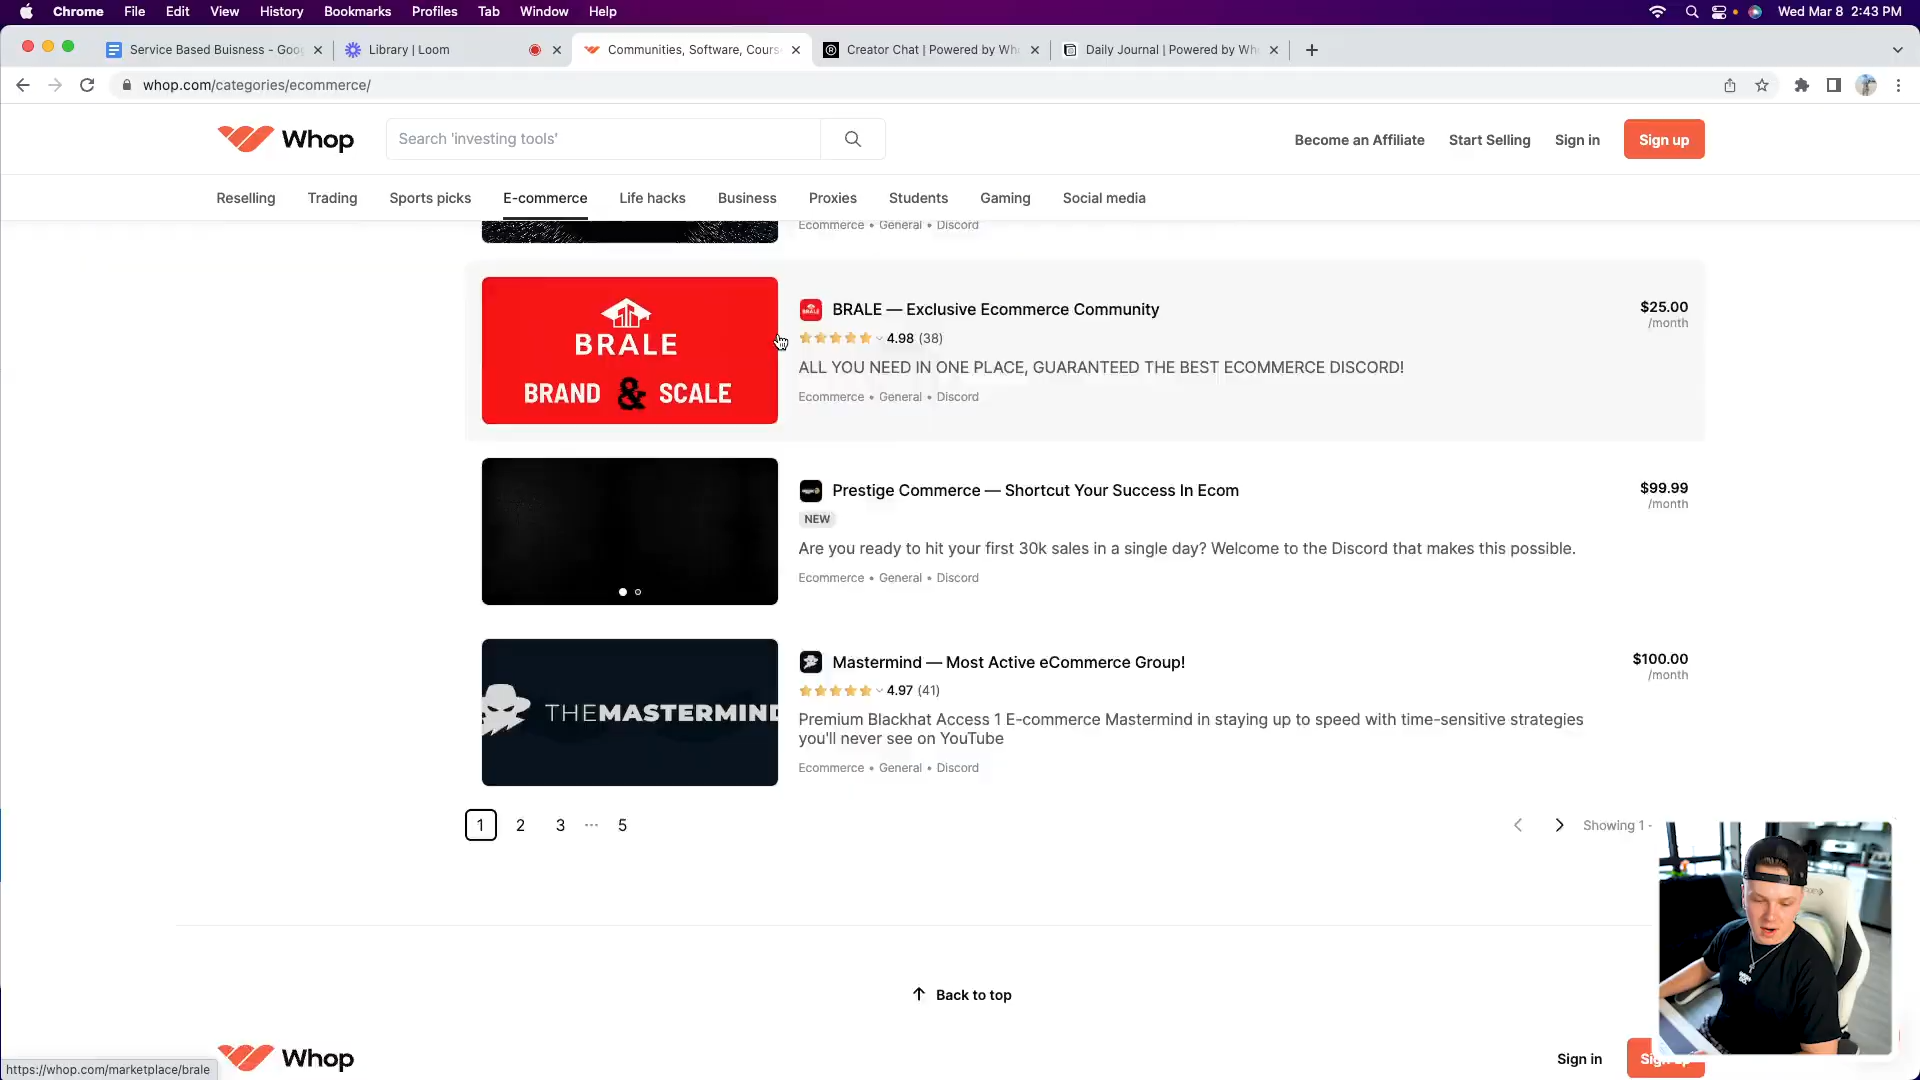 Chrome File Edit View History Bookmarks Profiles Tab Window Help
Wed Mar 8 2:43 PM
Service Based Buisness - Goog
Library | Loom
Communities, Software, Cours
Creator Chat | Powered by Wh
Daily Journal | Powered by Wh
whop.com/categories/ecommerce/
Whop
Search 'investing tools'
Become an Affiliate
Start Selling
Sign in
Sign up
Reselling Trading Sports picks E-commerce Life hacks Business Proxies Students Gaming Social media
Ecommerce • General • Discord
BRALE
BRAND & SCALE
BRALE — Exclusive Ecommerce Community
$25.00
/month
4.98 (38)
ALL YOU NEED IN ONE PLACE, GUARANTEED THE BEST ECOMMERCE DISCORD!
Ecommerce • General • Discord
Prestige Commerce — Shortcut Your Success In Ecom
$99.99
/month
NEW
Are you ready to hit your first 30k sales in a single day? Welcome to the Discord that makes this possible.
Ecommerce • General • Discord
THEMASTERMIND
Mastermind — Most Active eCommerce Group!
$100.00
/month
4.97 (41)
Premium Blackhat Access 1 E-commerce Mastermind in staying up to speed with time-sensitive strategies
you'll never see on YouTube
Ecommerce • General • Discord
1 2 3 ··· 5
Showing 1 -
Back to top
Whop
Sign in
Sign up
https://whop.com/marketplace/brale